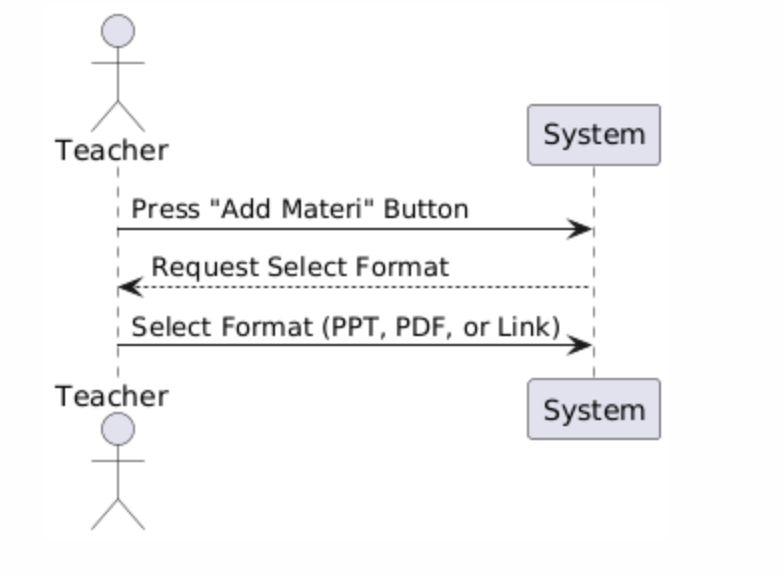 Teacher
System
Press "Add Materi" Button
Request Select Format
Select Format (PPT, PDF, or Link)
Teacher
System